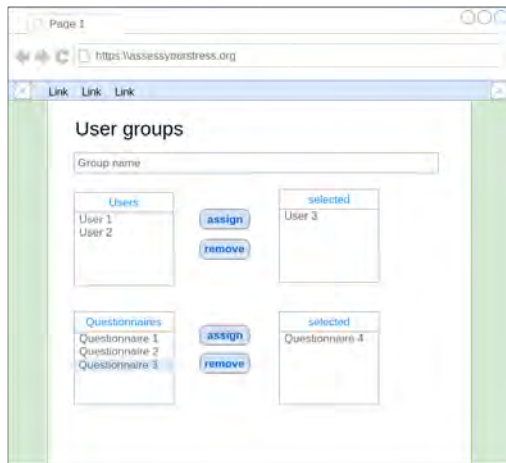 Page 1
https:\\assessyourstress.org
Link Link Link
User groups
Group name
Users
User 1
User 2
assign
remove
selected
User 3
Questionnaires
Questionnaire 1
Questionnaire 2
Questionnaire 3
assign
remove
selected
Questionnaire 4